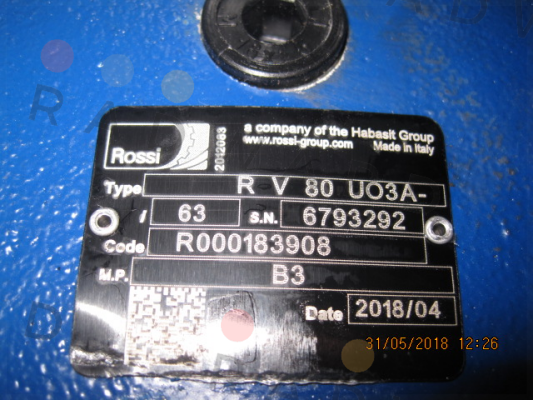 Rossi
2012063
a company of the Habasit Group
www.rossi-group.com Made in Italy
Type R V 80 UO3A-
i 63 S.N. 6793292
Code R000183908
M.P. B3
Date 2018/04
31/05/2018 12:26